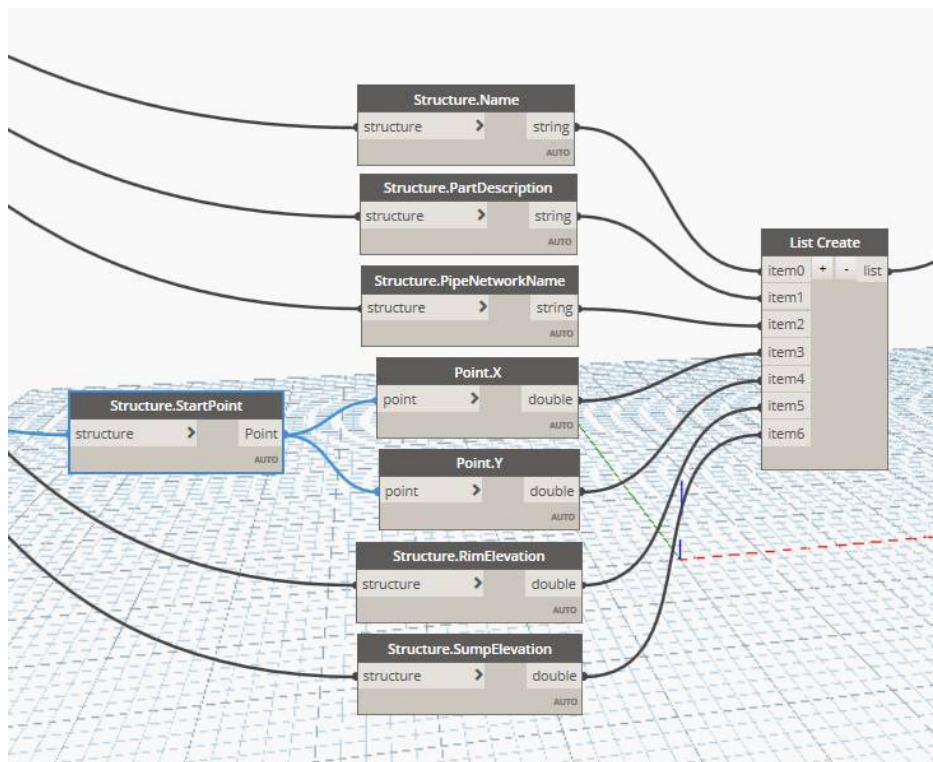 Structure.Name
structure > string
AUTO
Structure.PartDescription
structure > string
AUTO
Structure.PipeNetworkName
structure > string
AUTO
Structure.StartPoint
structure > Point
AUTO
Point.X
point > double
AUTO
Point.Y
point > double
AUTO
Structure.RimElevation
structure > double
AUTO
Structure.SumpElevation
structure > double
AUTO
List Create
item0 + - list
item1
item2
item3
item4
item5
item6